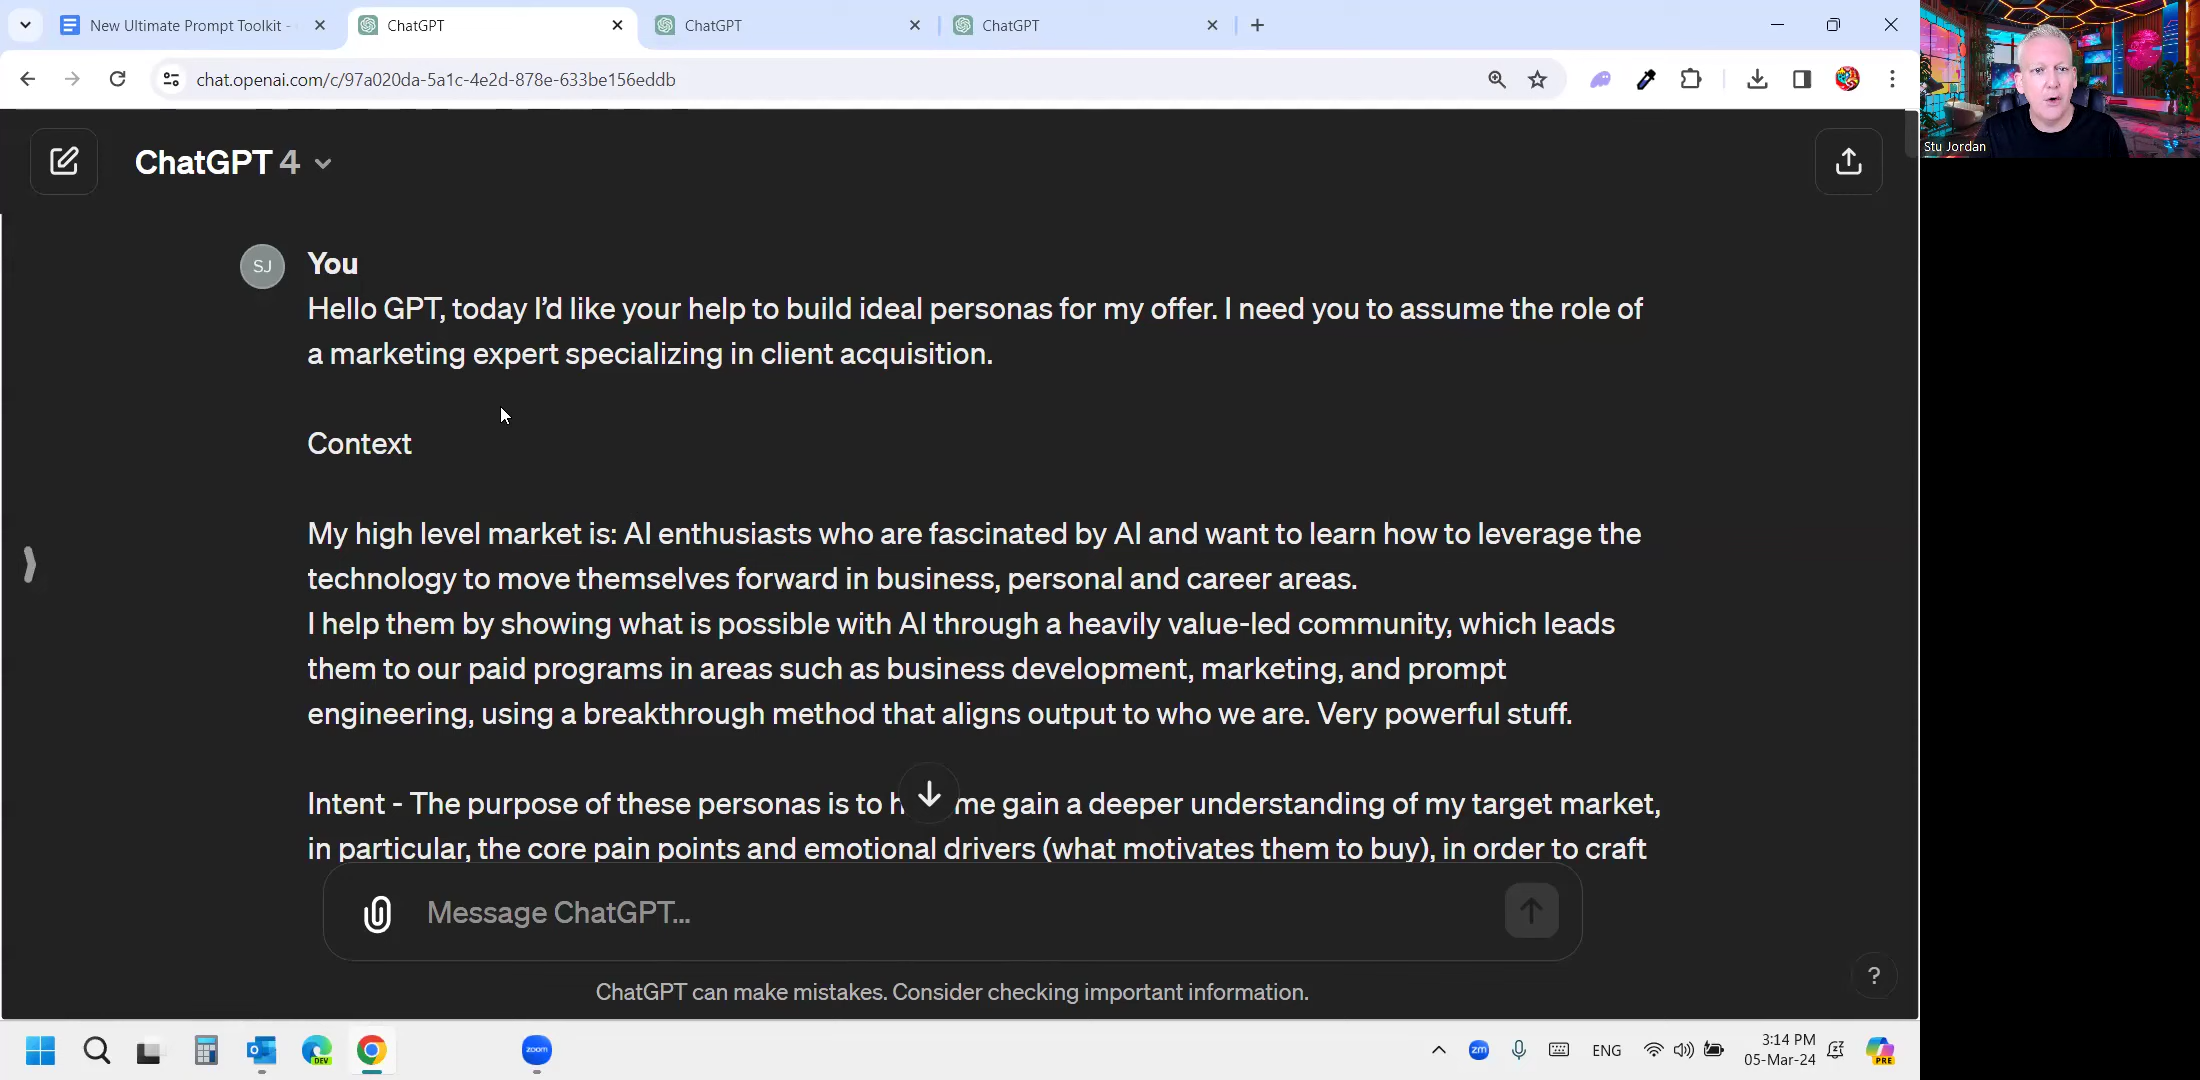 New Ultimate Prompt Toolkit -
ChatGPT
ChatGPT
ChatGPT
chat.openai.com/c/97a020da-5a1c-4e2d-878e-633be156eddb
Stu Jordan
ChatGPT 4
SJ
You
Hello GPT, today I'd like your help to build ideal personas for my offer. I need you to assume the role of
a marketing expert specializing in client acquisition.
Context
My high level market is: AI enthusiasts who are fascinated by AI and want to learn how to leverage the
technology to move themselves forward in business, personal and career areas.
I help them by showing what is possible with AI through a heavily value-led community, which leads
them to our paid programs in areas such as business development, marketing, and prompt
engineering, using a breakthrough method that aligns output to who we are. Very powerful stuff.
Intent - The purpose of these personas is to h me gain a deeper understanding of my target market,
in particular, the core pain points and emotional drivers (what motivates them to buy), in order to craft
Message ChatGPT...
ChatGPT can make mistakes. Consider checking important information.
?
DEV
zoom
zm
ENG
3:14 PM
05-Mar-24
PRE